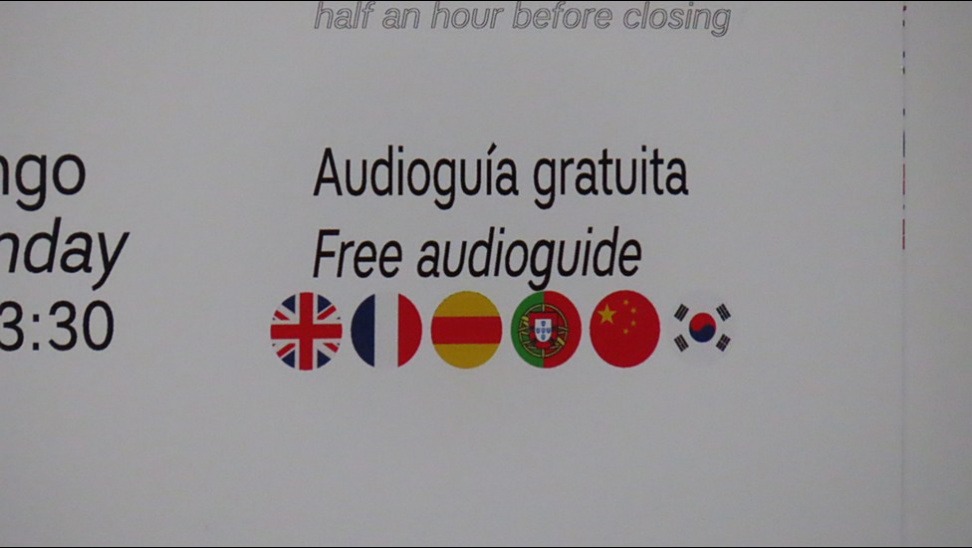 half an hour before closing
Audioguía gratuita
Free audioguide
ngo
nday
3:30